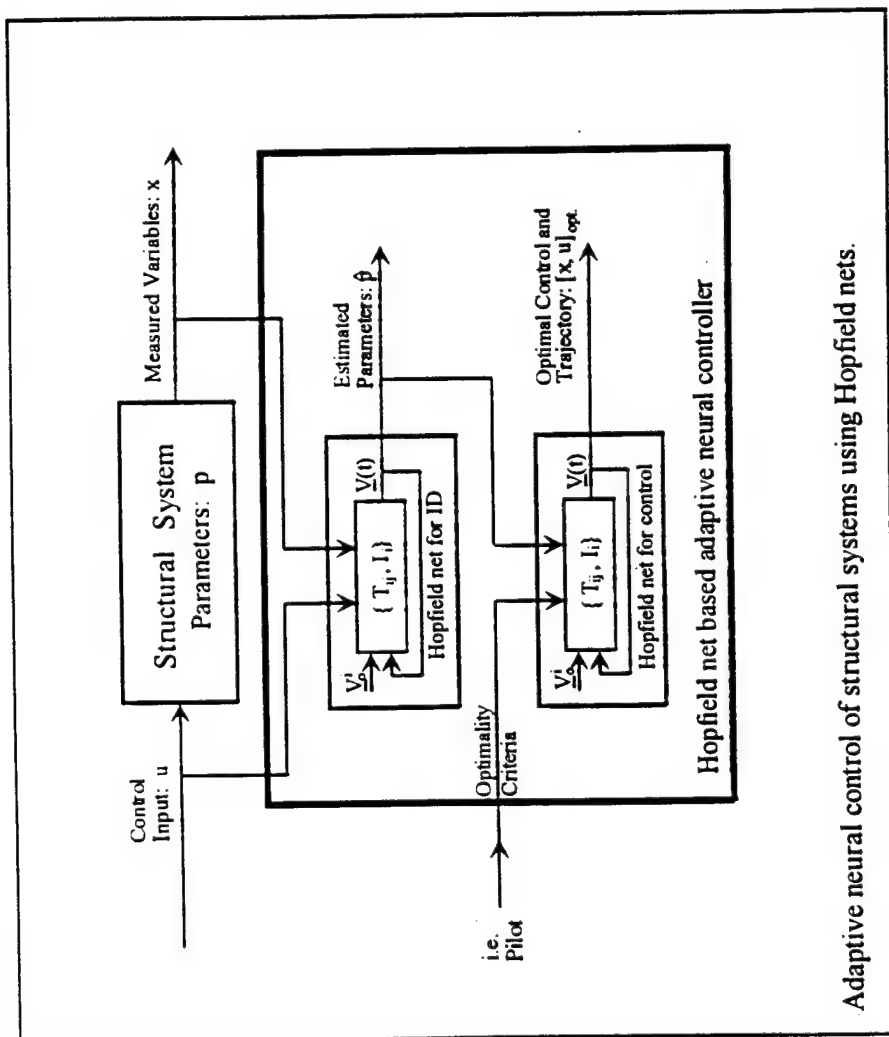 Control
Input: u
Structural System
Parameters: p
Measured Variables: x
V₀ⁱ
{ Tᵢⱼ , Iᵢ}
V(t)
Hopfield net for ID
Estimated
Parameters: p̂
i.e.
Pilot
Optimality
Criteria
V₀ⁱ
{ Tᵢⱼ, Iᵢ}
V(t)
Hopfield net for control
Optimal Control and
Trajectory: [x, u]opt.
Hopfield net based adaptive neural controller
Adaptive neural control of structural systems using Hopfield nets.